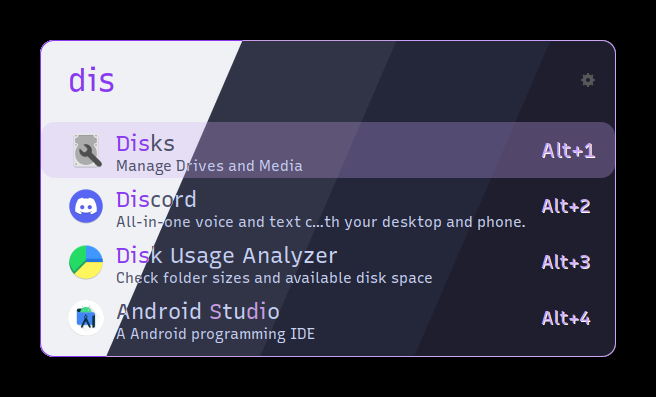 dis
Disks
Manage Drives and Media
Alt+1
Discord
All-in-one voice and text c...th your desktop and phone.
Alt+2
Disk Usage Analyzer
Check folder sizes and available disk space
Alt+3
Android Studio
A Android programming IDE
Alt+4